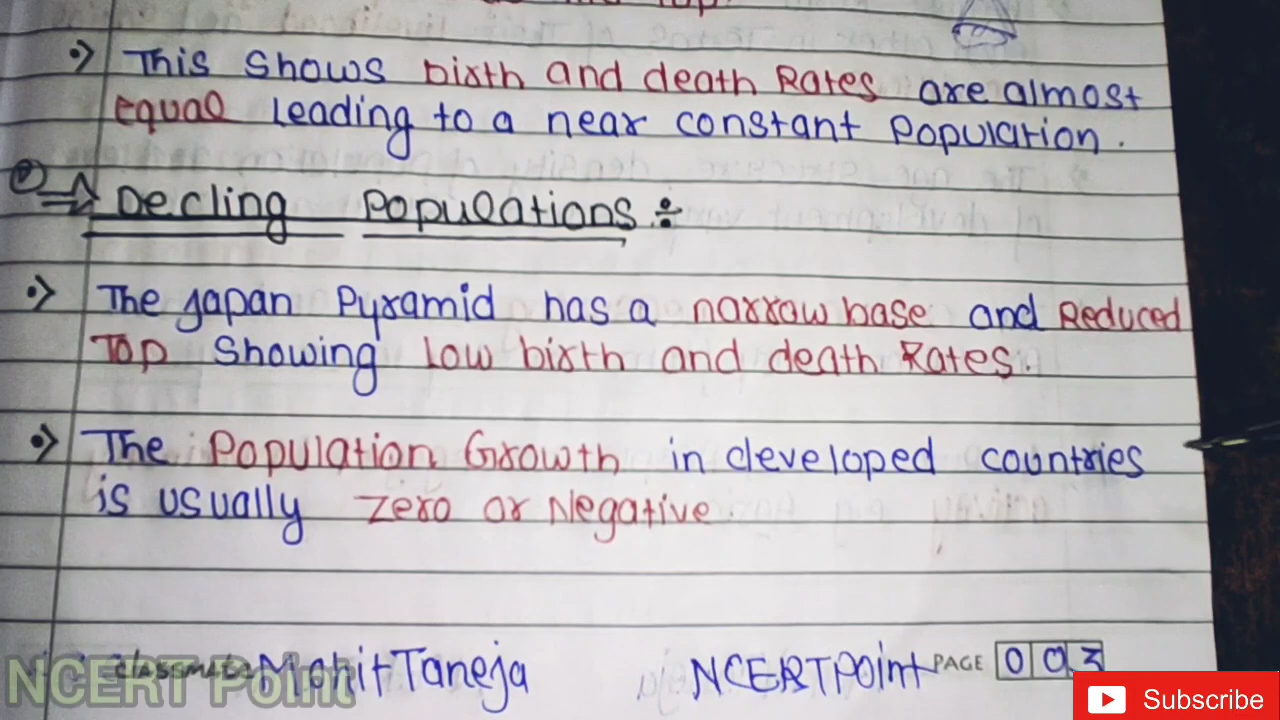 •) This shows birth and death Rates are almost
equal Leading to a near constant Population.
⇒ Decling Populations ÷
•) The Japan Pyramid has a narrow base and Reduced
Top showing Low birth and death Rates.
•) The Population Growth in developed countries
is usually Zero or Negative
classmate Mohit Taneja NCERTPoint PAGE 003
NCERT Point
Subscribe